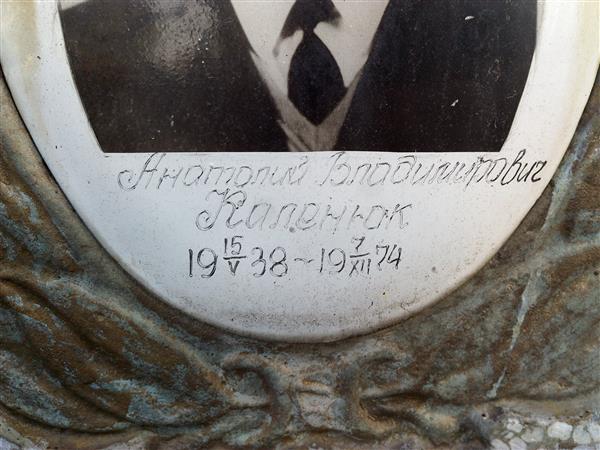 Анатолий Владимирович
Каленюк
19 15/V 38 ~ 19 7/XII 74